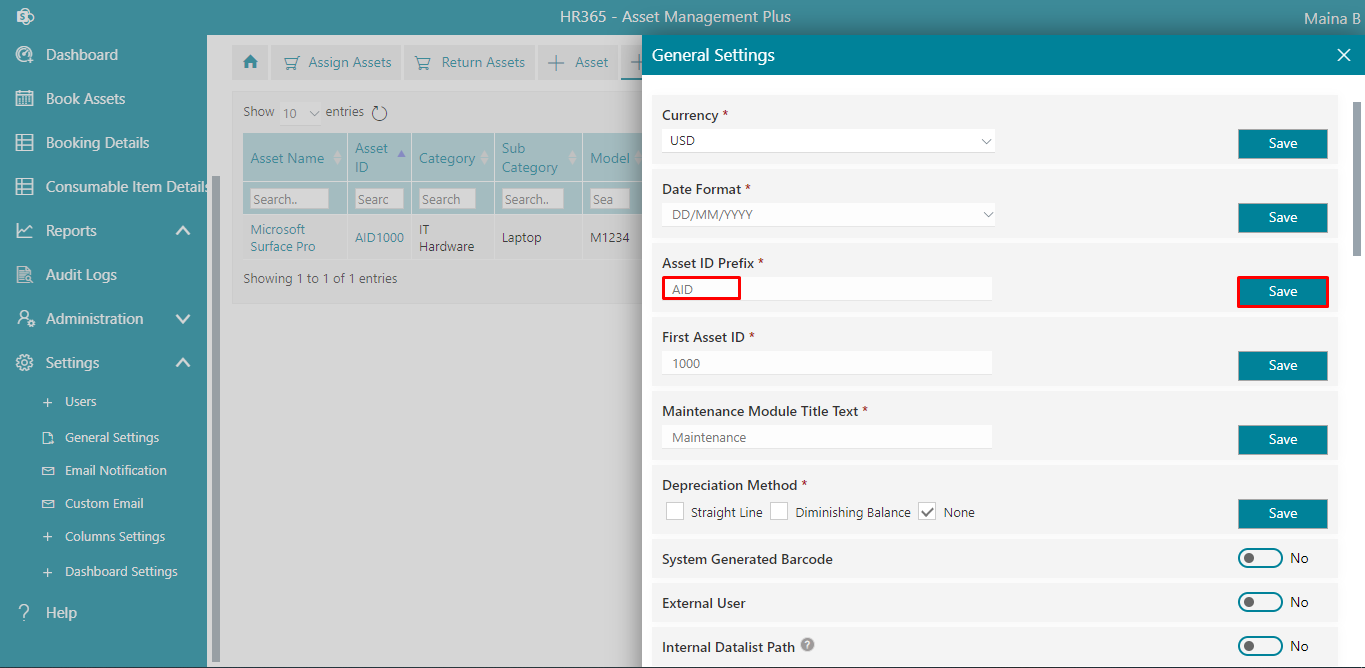 HR365 - Asset Management Plus
Maina B
Dashboard
Book Assets
Booking Details
Consumable Item Details
Reports
Audit Logs
Administration
Settings
Users
General Settings
Email Notification
Custom Email
Columns Settings
Dashboard Settings
Help
Assign Assets
Return Assets
Asset
Show 10 entries
Asset Name
Asset ID
Category
Sub Category
Model
Search..
Searc
Search
Search..
Sea
Microsoft Surface Pro
AID1000
IT Hardware
Laptop
M1234
Showing 1 to 1 of 1 entries
General Settings
Currency *
USD
Save
Date Format *
DD/MM/YYYY
Save
Asset ID Prefix *
AID
Save
First Asset ID *
1000
Save
Maintenance Module Title Text *
Maintenance
Save
Depreciation Method *
Straight Line Diminishing Balance None
Save
System Generated Barcode No
External User No
Internal Datalist Path ? No